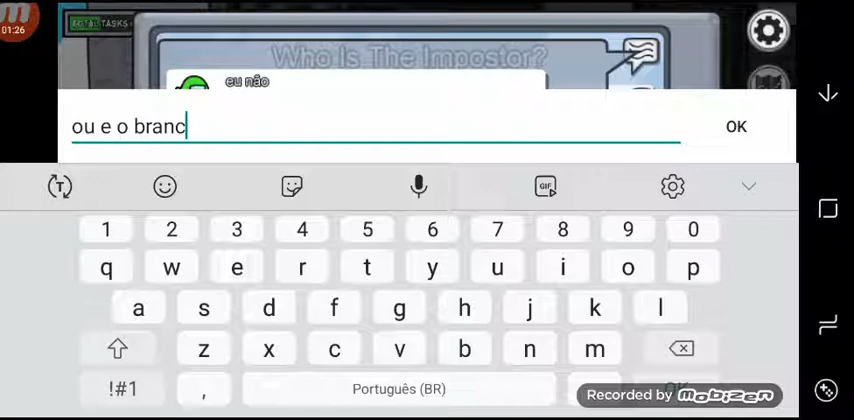 01:26
TOTAL TASKS
Who Is The Impostor?
eu não
ou e o branc
OK
T
GIF
1 2 3 4 5 6 7 8 9 0
q w e r t y u i o p
a s d f g h j k l
z x c v b n m
!#1 , Português (BR)
Recorded by mobizen